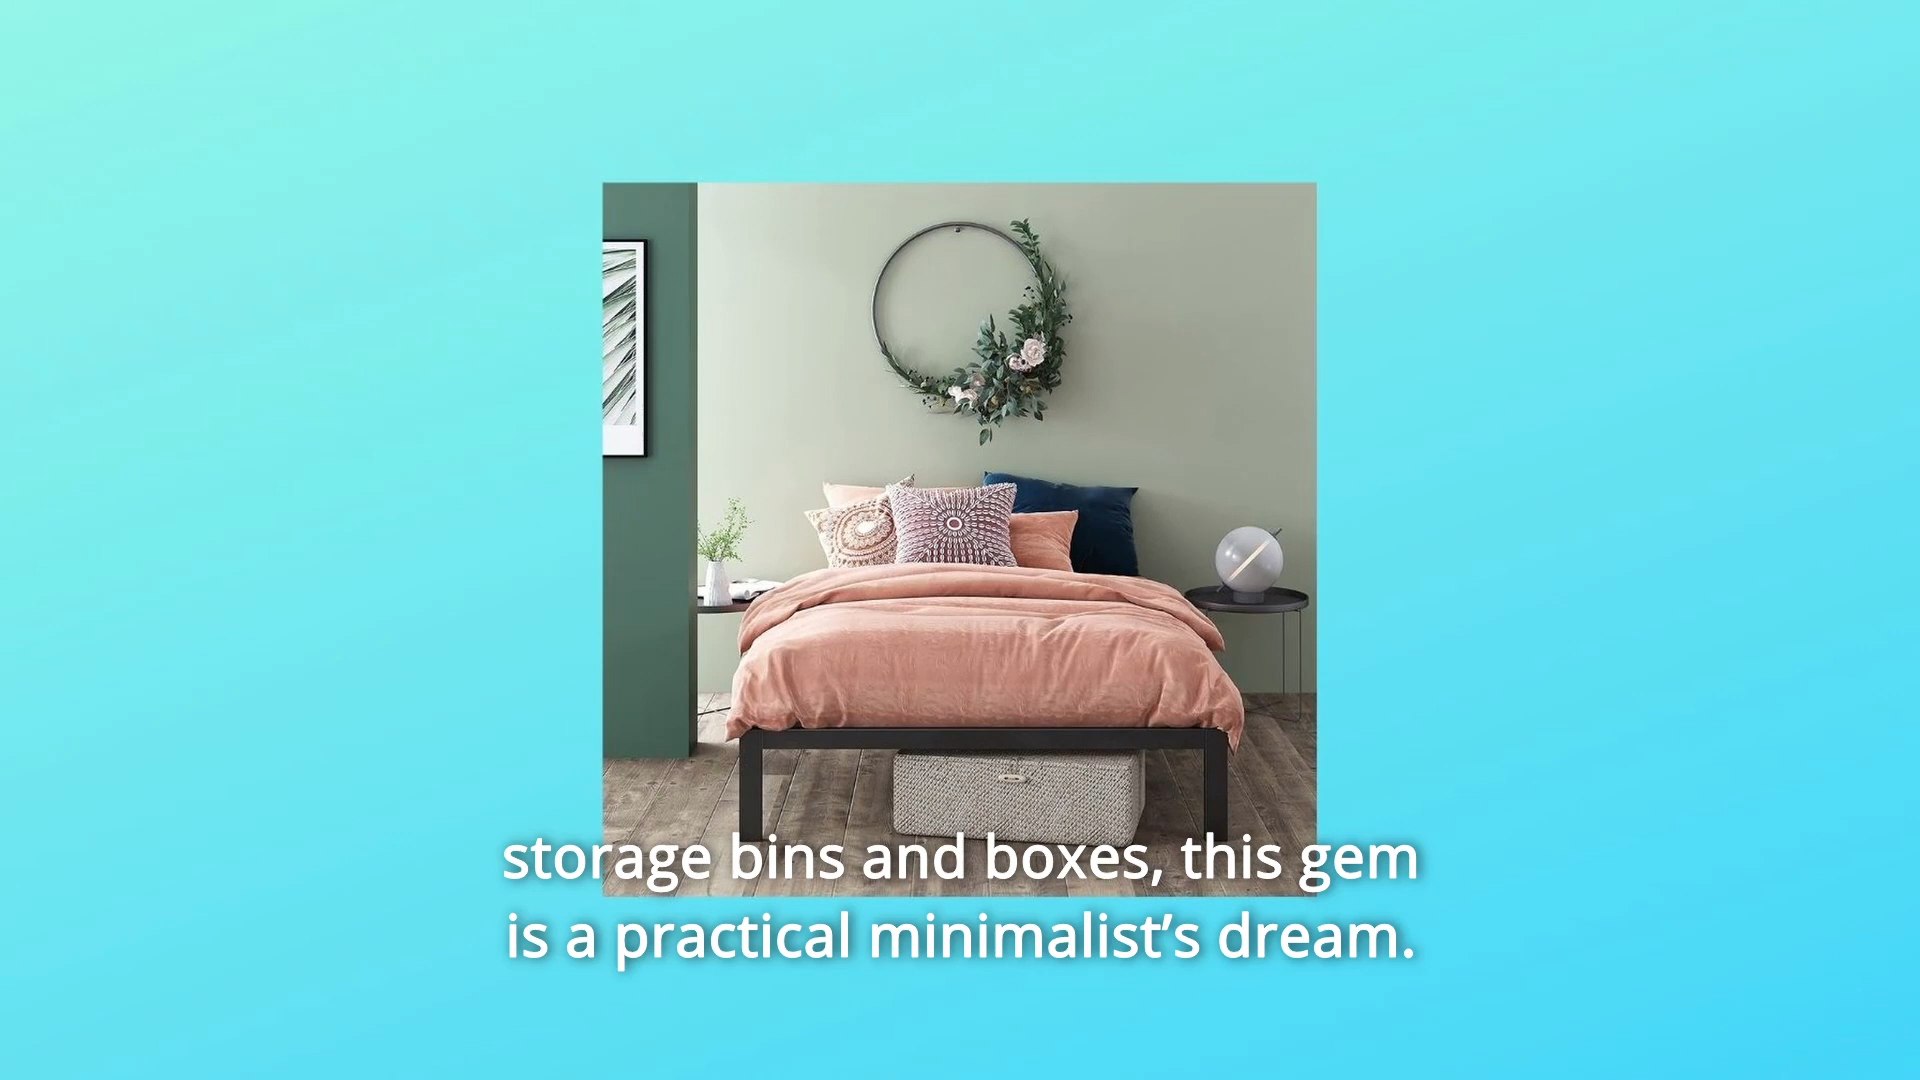 storage bins and boxes, this gem
is a practical minimalist’s dream.